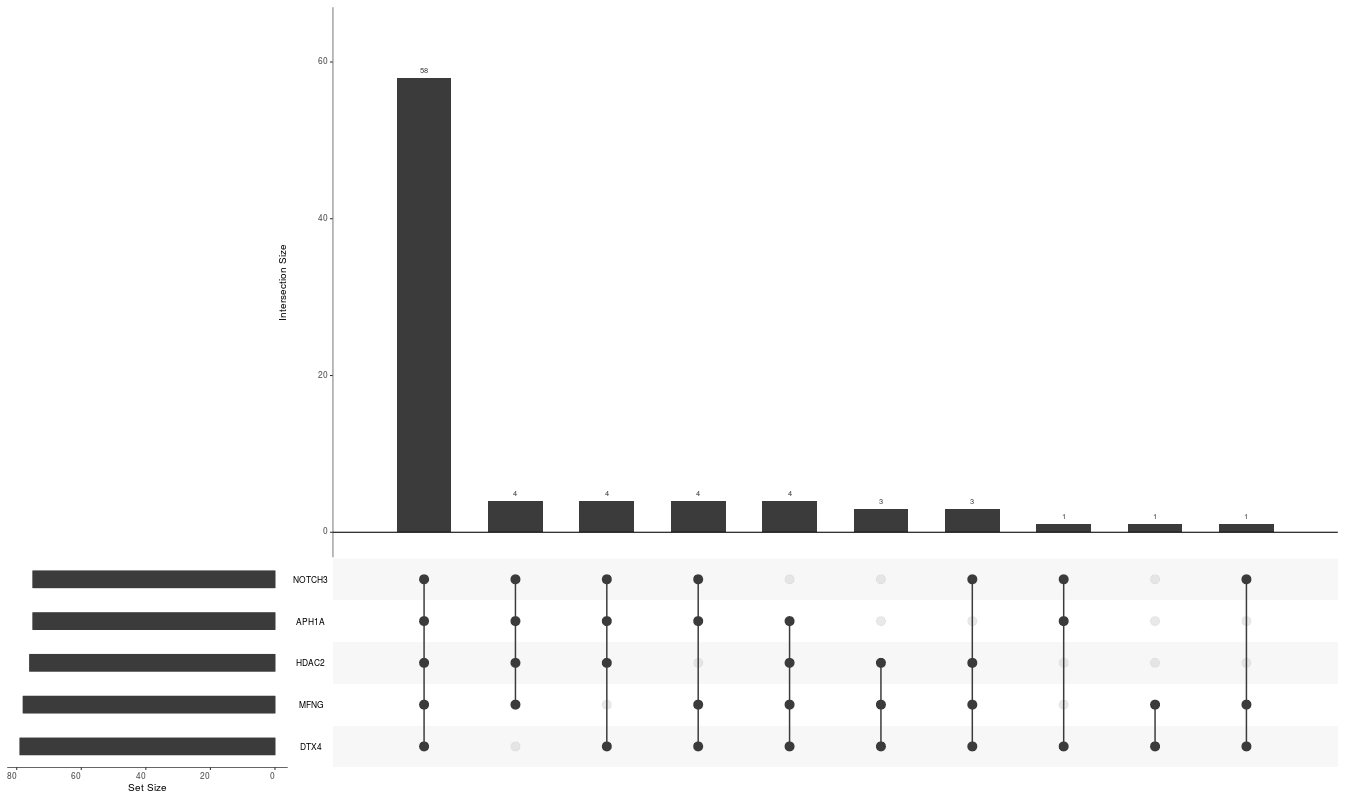 60
58
40
Intersection Size
20
4
4
4
4
3
3
1
1
1
0
NOTCH3
APH1A
HDAC2
MFNG
DTX4
80
60
40
20
0
Set Size